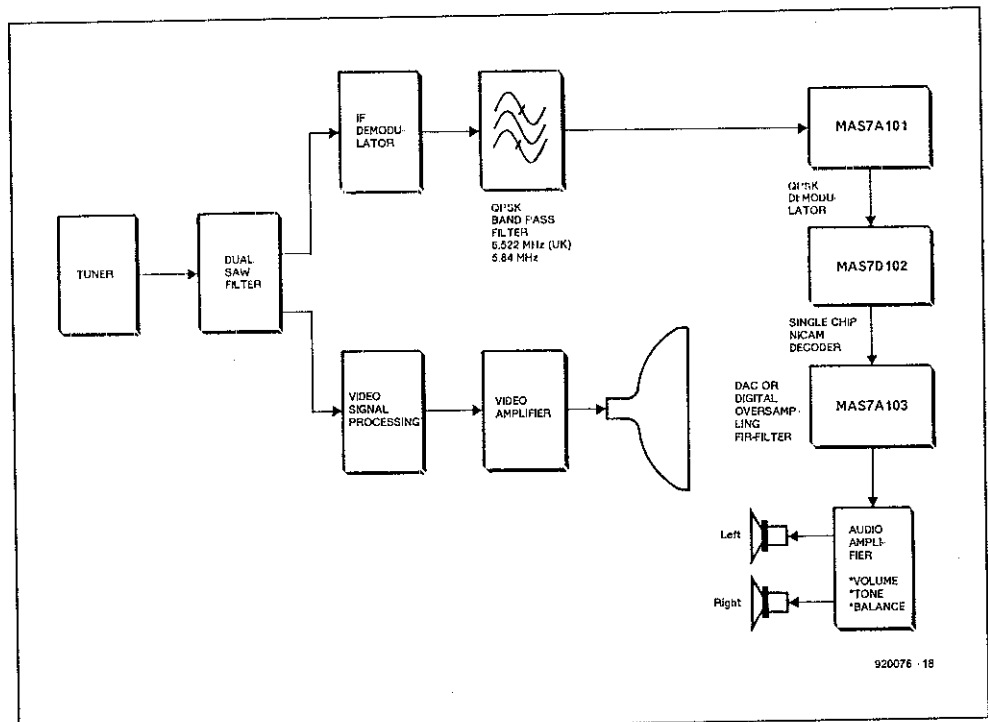 IF
DEMODU-
LATOR
MAS7A101
QPSK
BAND PASS
FILTER
6.522 MHz (UK)
5.84 MHz
QPSK
DEMODU-
LATOR
TUNER
DUAL
SAW
FILTER
MAS7D102
SINGLE CHIP
NICAM
DECODER
VIDEO
SIGNAL
PROCESSING
VIDEO
AMPLIFIER
DAC OR
DIGITAL
OVERSAMP-
LING
FIR-FILTER
MAS7A103
Left
Right
AUDIO
AMPLI-
FIER
*VOLUME
*TONE
*BALANCE
920076 - 18